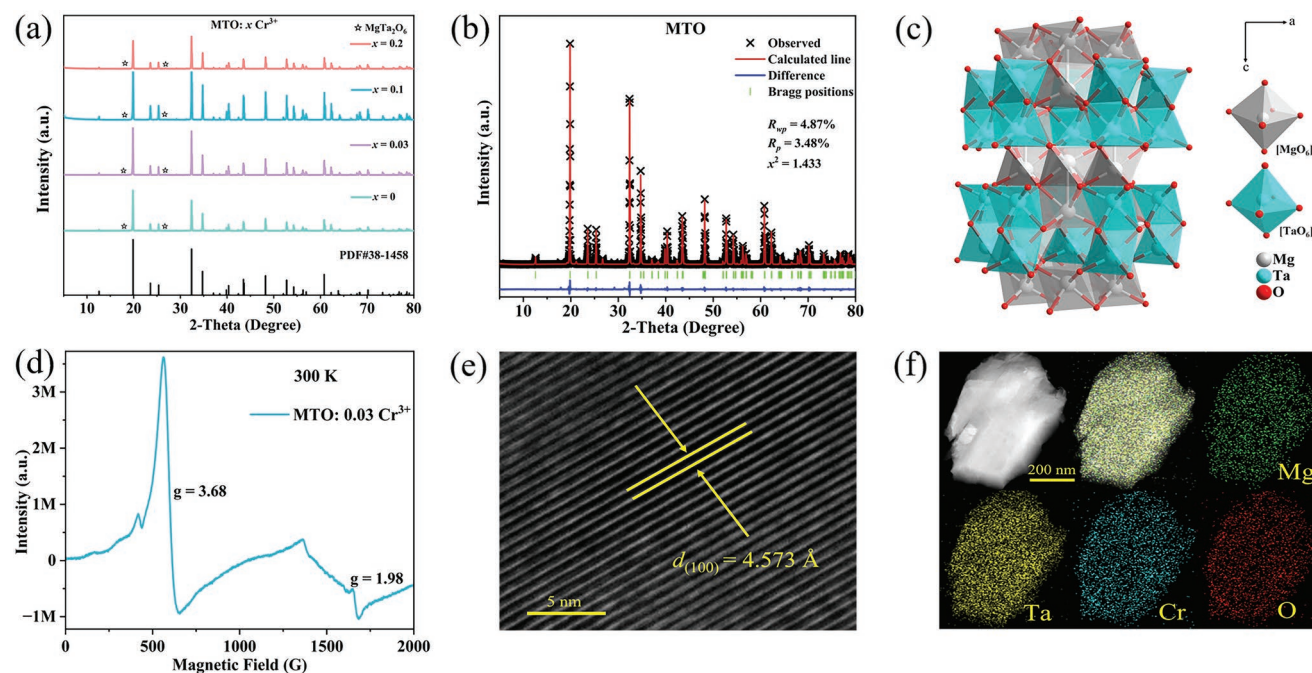 (a)
MTO: x Cr³⁺
☆ MgTa₂O₆
x = 0.2
x = 0.1
x = 0.03
x = 0
PDF#38-1458
Intensity (a.u.)
5 10 20 30 40 50 60 70 80
2-Theta (Degree)
(b)
MTO
Observed
Calculated line
Difference
Bragg positions
Rwp = 4.87%
Rp = 3.48%
x² = 1.433
Intensity (a.u.)
5 10 20 30 40 50 60 70 80
2-Theta (Degree)
(c)
a
c
[MgO₆]
[TaO₆]
Mg
Ta
O
(d)
300 K
MTO: 0.03 Cr³⁺
3M
2M
1M
0
−1M
g = 3.68
g = 1.98
Intensity (a.u.)
0 500 1000 1500 2000
Magnetic Field (G)
(e)
d(100) = 4.573 Å
5 nm
(f)
200 nm
Mg
Ta
Cr
O